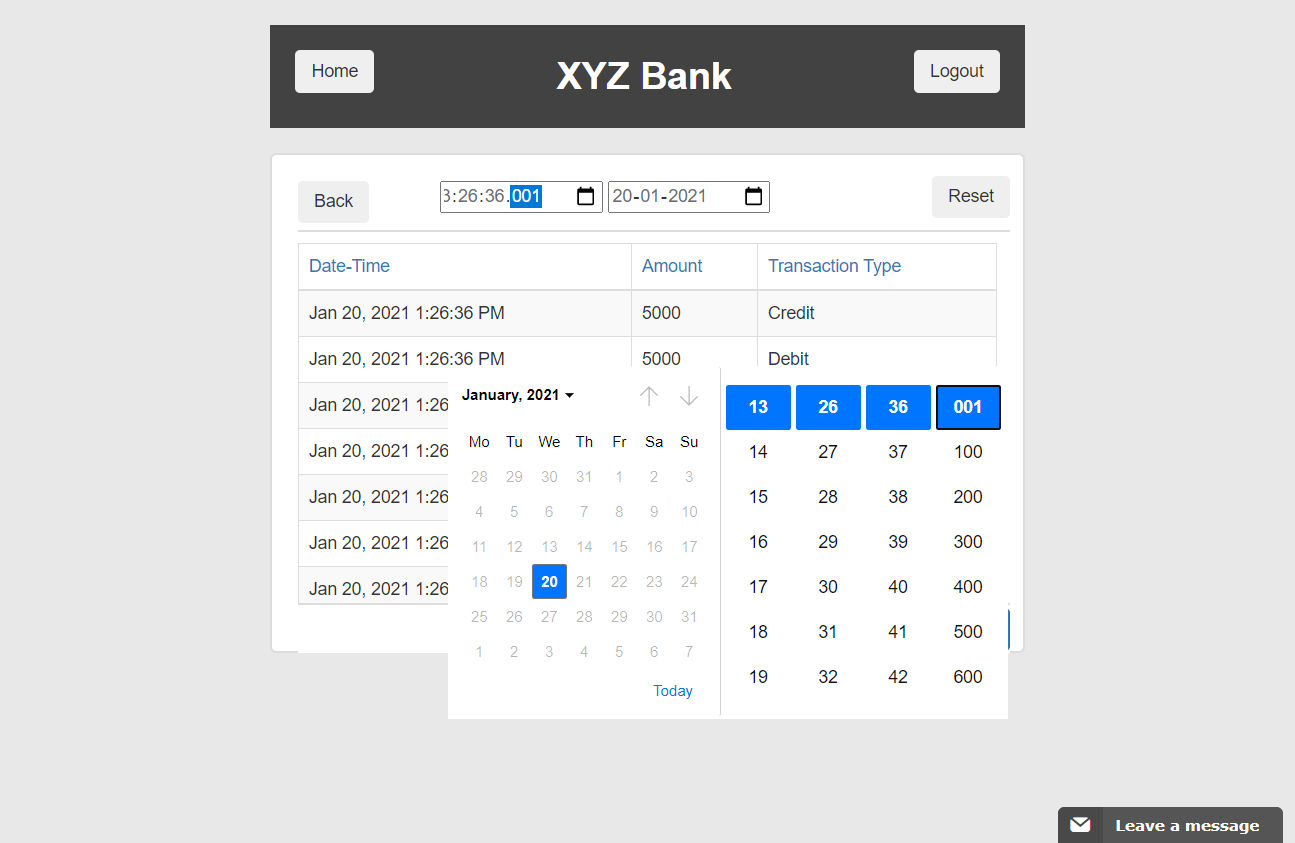 Home XYZ Bank Logout
Back 3:26:36.001 20-01-2021 Reset
Date-Time Amount Transaction Type
Jan 20, 2021 1:26:36 PM 5000 Credit
Jan 20, 2021 1:26:36 PM 5000 Debit
Jan 20, 2021 1:26
Jan 20, 2021 1:26
Jan 20, 2021 1:26
Jan 20, 2021 1:26
Jan 20, 2021 1:26
January, 2021
Mo Tu We Th Fr Sa Su
28 29 30 31 1 2 3
4 5 6 7 8 9 10
11 12 13 14 15 16 17
18 19 20 21 22 23 24
25 26 27 28 29 30 31
1 2 3 4 5 6 7
Today
13 26 36 001
14 27 37 100
15 28 38 200
16 29 39 300
17 30 40 400
18 31 41 500
19 32 42 600
Leave a message